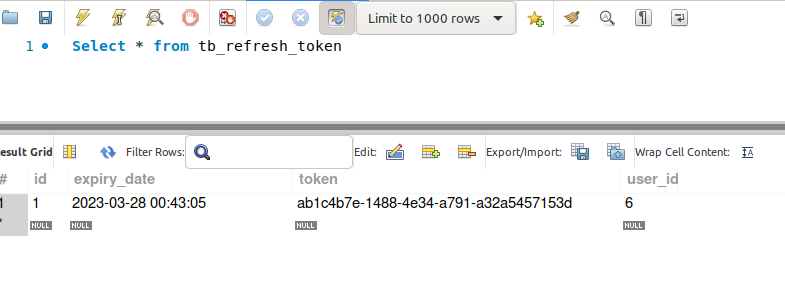 Limit to 1000 rows
1 Select * from tb_refresh_token
esult Grid Filter Rows: Edit: Export/Import: Wrap Cell Content: IA
# id expiry_date token user_id
1 1 2023-03-28 00:43:05 ab1c4b7e-1488-4e34-a791-a32a5457153d 6
* NULL NULL NULL NULL